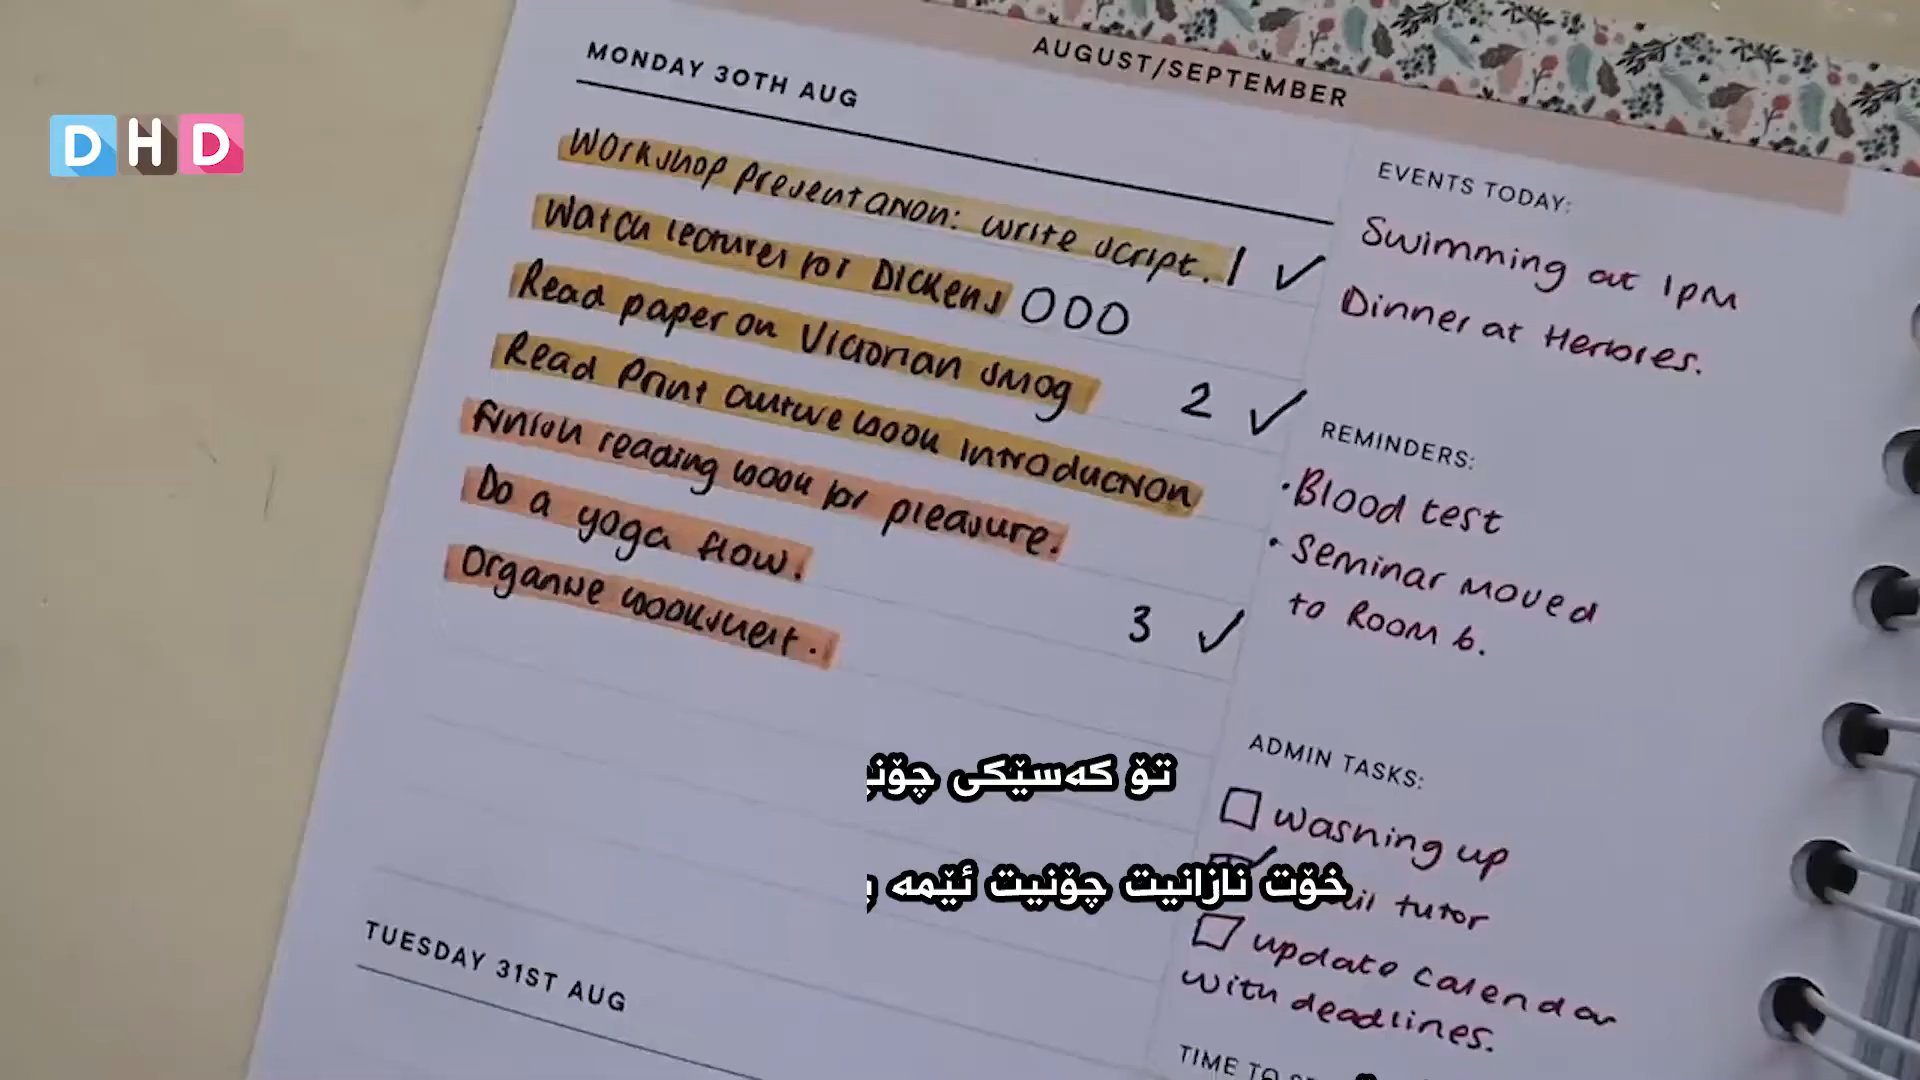 DHD
AUGUST/SEPTEMBER
MONDAY 30TH AUG
Workshop presentation: write script. 1 ✓
Watch lectures for Dickens OOO
Read paper on Victorian smog 2 ✓
Read Print culture book introduction
Finish reading book for pleasure.
Do a yoga flow. 3 ✓
Organise bookshelf.
TUESDAY 31ST AUG
EVENTS TODAY:
Swimming at 1pm
Dinner at
REMINDERS:
• Blood test
• Seminar moved
to Room 6.
ADMIN TASKS:
washing up
tutor
update calendar
with deadlines.
TIME TO
تۆ کەسێکی
خۆت نازانیت چۆنیت ئێمە